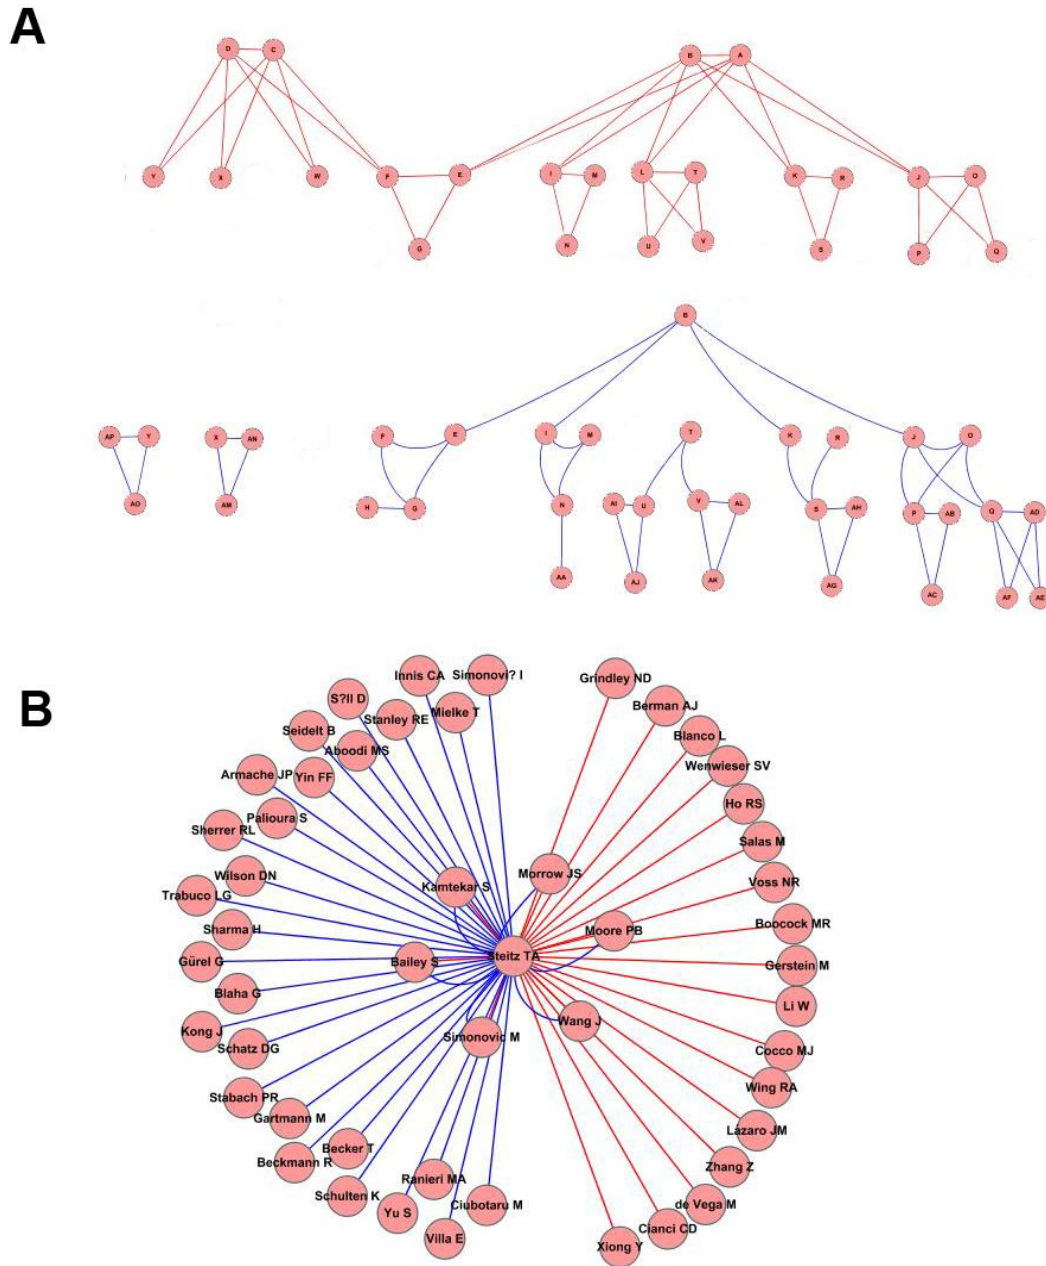 A
D C B A
Y X W F E I M L T K R J O
G N U V S P Q
B
AP Y X AN F E I M T K R J O
AO AM H G N AI U V AL S AH P AB Q AD
AA AJ AK AG AC AF AE
B
Innis CA
Simonovi? I
Grindley ND
S?ll D
Stanley RE
Mielke T
Berman AJ
Seidelt B
Aboodi MS
Blanco L
Wenwieser SV
Armache JP
Yin FF
Ho RS
Sherrer RL
Palioura S
Salas M
Wilson DN
Kamtekar S
Morrow JS
Voss NR
Trabuco LG
Sharma H
Moore PB
Boocock MR
Gürel G
Bailey S
Steitz TA
Gerstein M
Blaha G
Li W
Kong J
Schatz DG
Simonovic M
Wang J
Cocco MJ
Wing RA
Stabach PR
Gartmann M
Lázaro JM
Beckmann R
Becker T
Zhang Z
Schulten K
Ranieri MA
Ciubotaru M
de Vega M
Yu S
Villa E
Cianci CD
Xiong Y